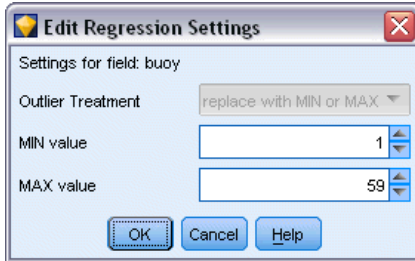 Edit Regression Settings
Settings for field: buoy
Outlier Treatment replace with MIN or MAX
MIN value 1
MAX value 59
OK Cancel Help